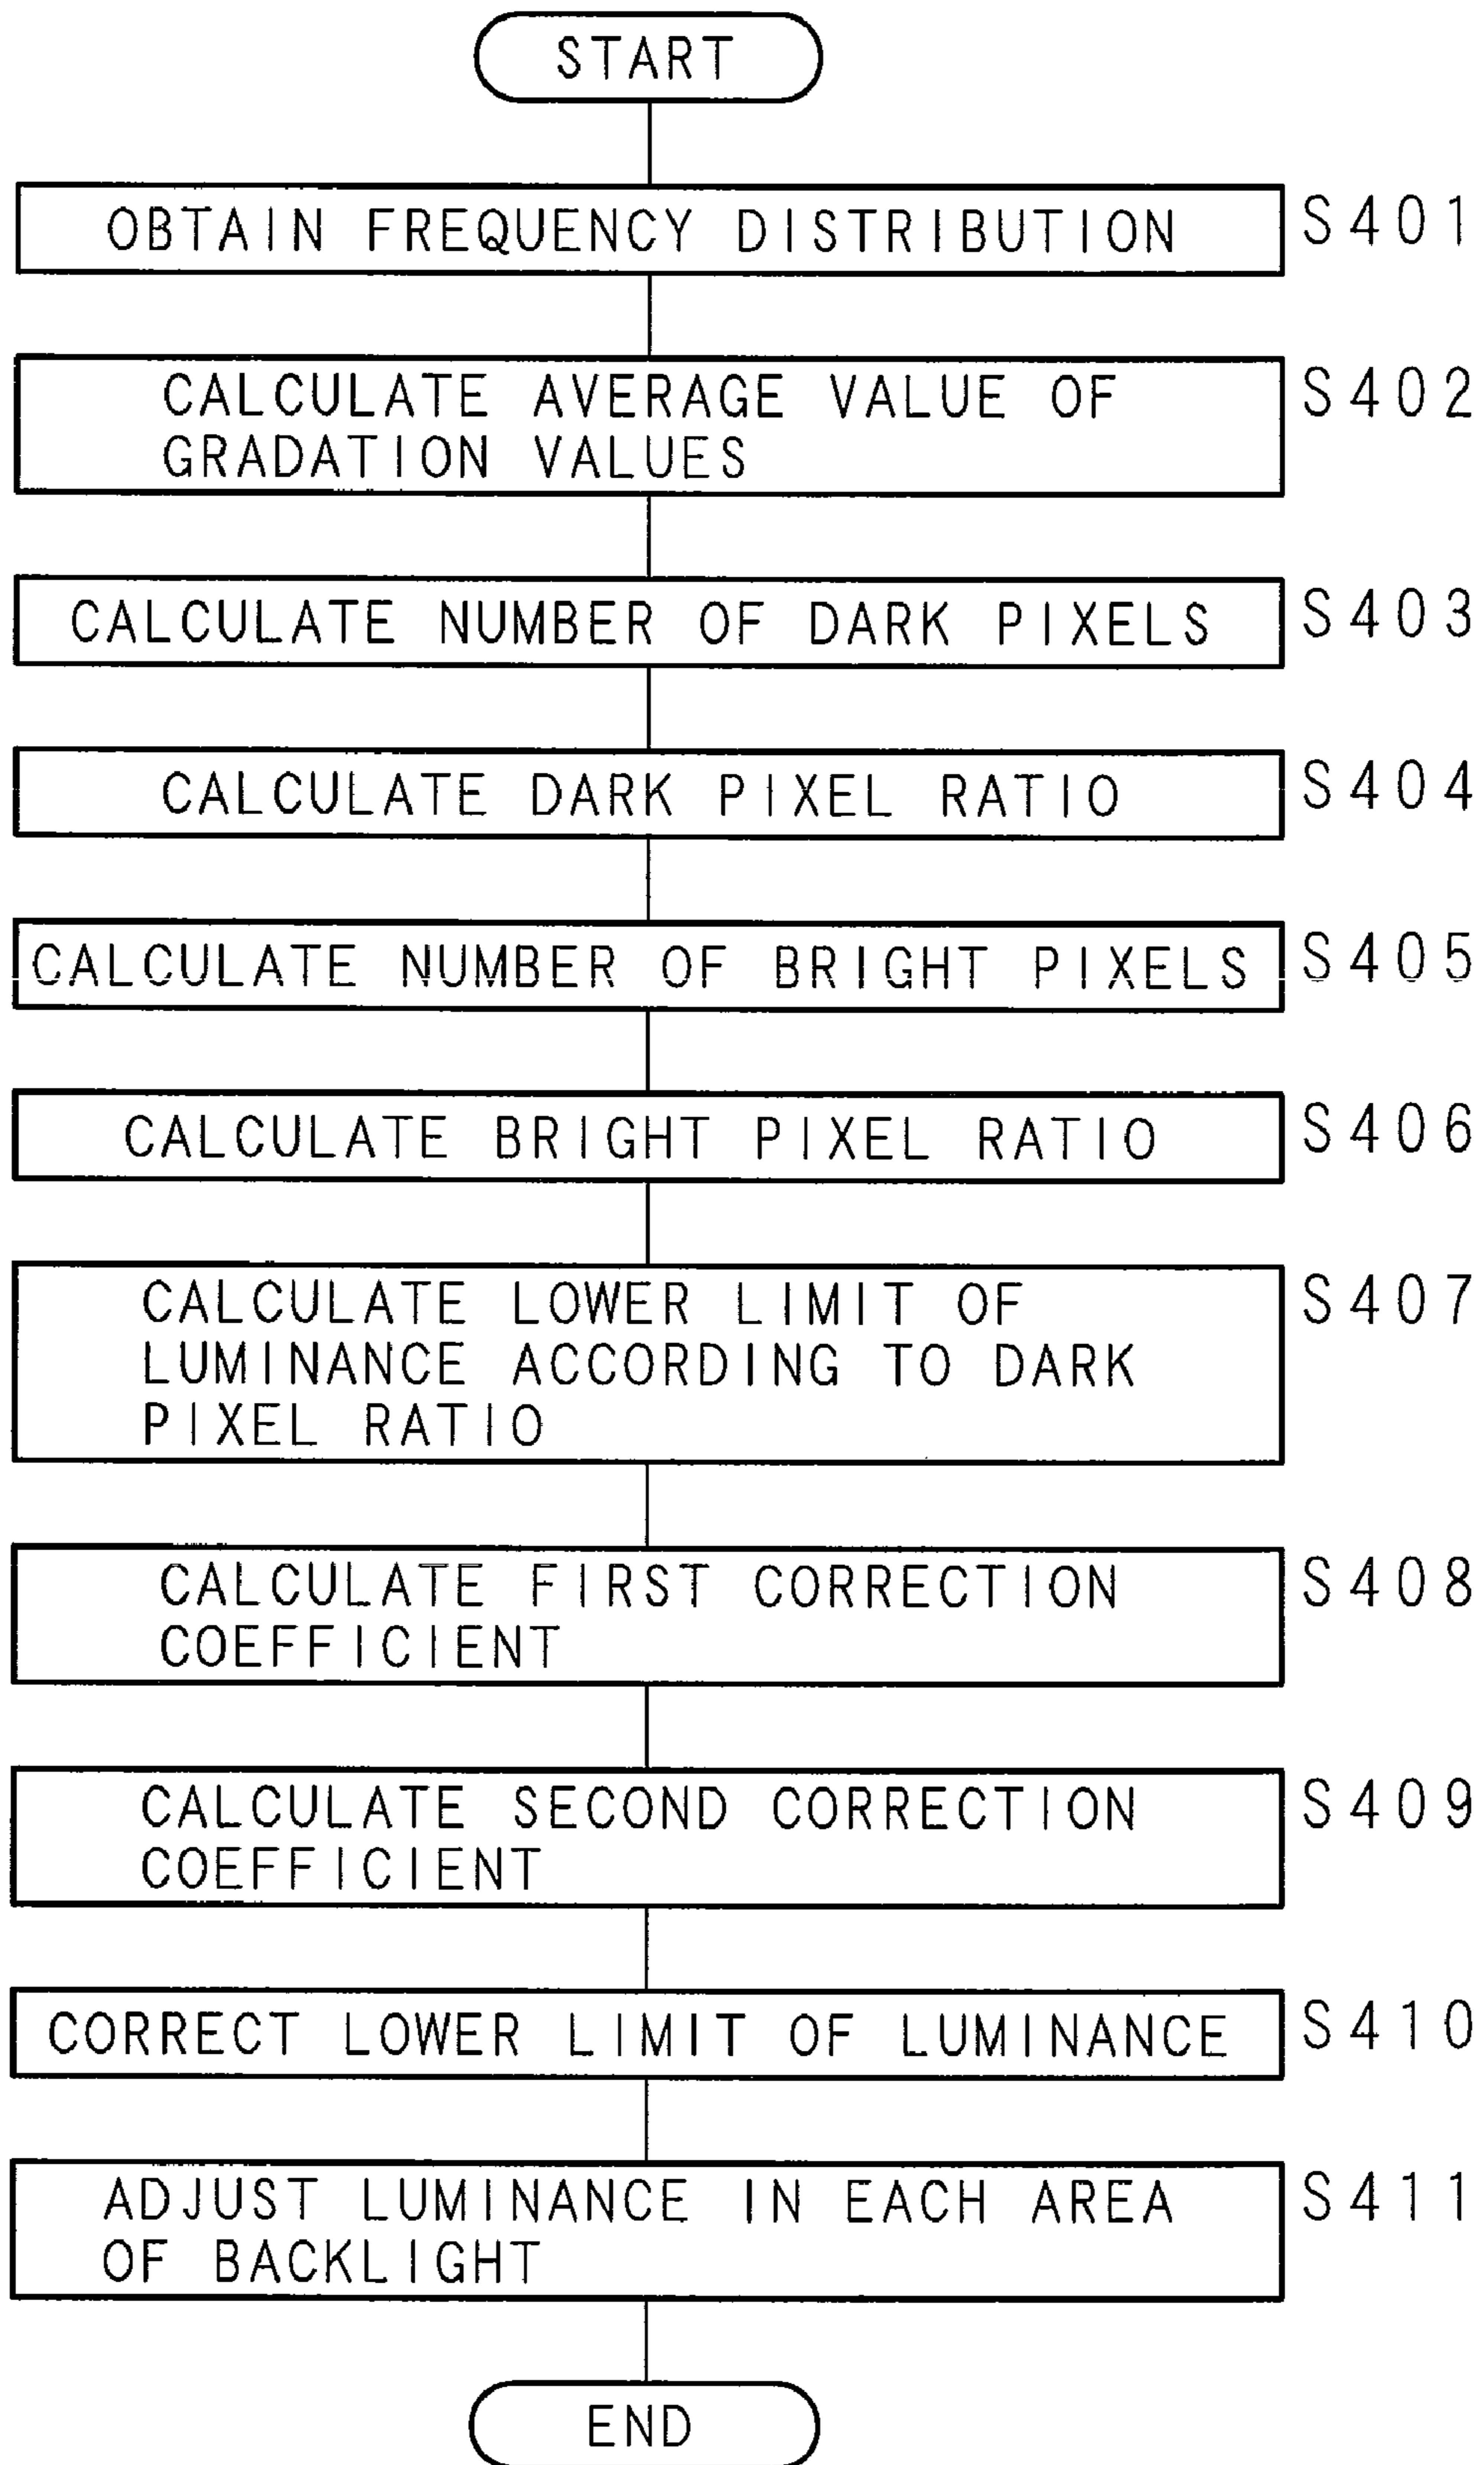 START
OBTAIN FREQUENCY DISTRIBUTION S401
CALCULATE AVERAGE VALUE OF S402
GRADATION VALUES
CALCULATE NUMBER OF DARK PIXELS S403
CALCULATE DARK PIXEL RATIO S404
CALCULATE NUMBER OF BRIGHT PIXELS S405
CALCULATE BRIGHT PIXEL RATIO S406
CALCULATE LOWER LIMIT OF S407
LUMINANCE ACCORDING TO DARK
PIXEL RATIO
CALCULATE FIRST CORRECTION S408
COEFFICIENT
CALCULATE SECOND CORRECTION S409
COEFFICIENT
CORRECT LOWER LIMIT OF LUMINANCE S410
ADJUST LUMINANCE IN EACH AREA S411
OF BACKLIGHT
END